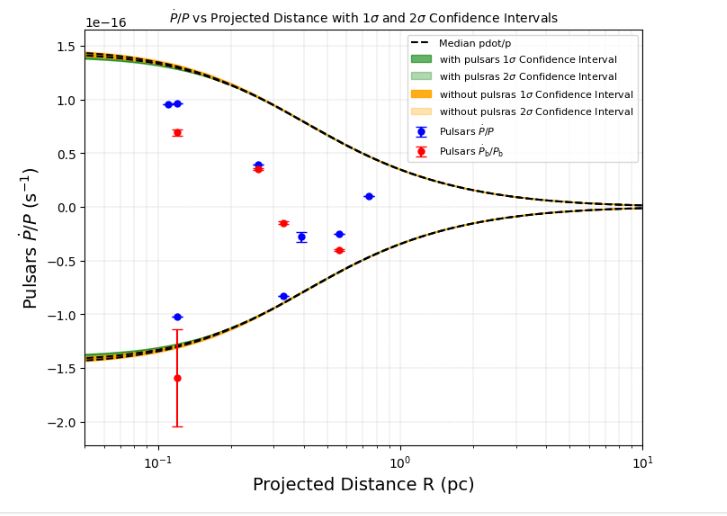 Ṗ/P vs Projected Distance with 1σ and 2σ Confidence Intervals
1e−16
Median pdot/p
with pulsars 1σ Confidence Interval
with pulsras 2σ Confidence Interval
without pulsras 1σ Confidence Interval
without pulsras 2σ Confidence Interval
Pulsars Ṗ/P
Pulsars Ṗb/Pb
1.5
1.0
0.5
0.0
−0.5
−1.0
−1.5
−2.0
Pulsars Ṗ/P (s⁻¹)
10⁻¹
10⁰
10¹
Projected Distance R (pc)